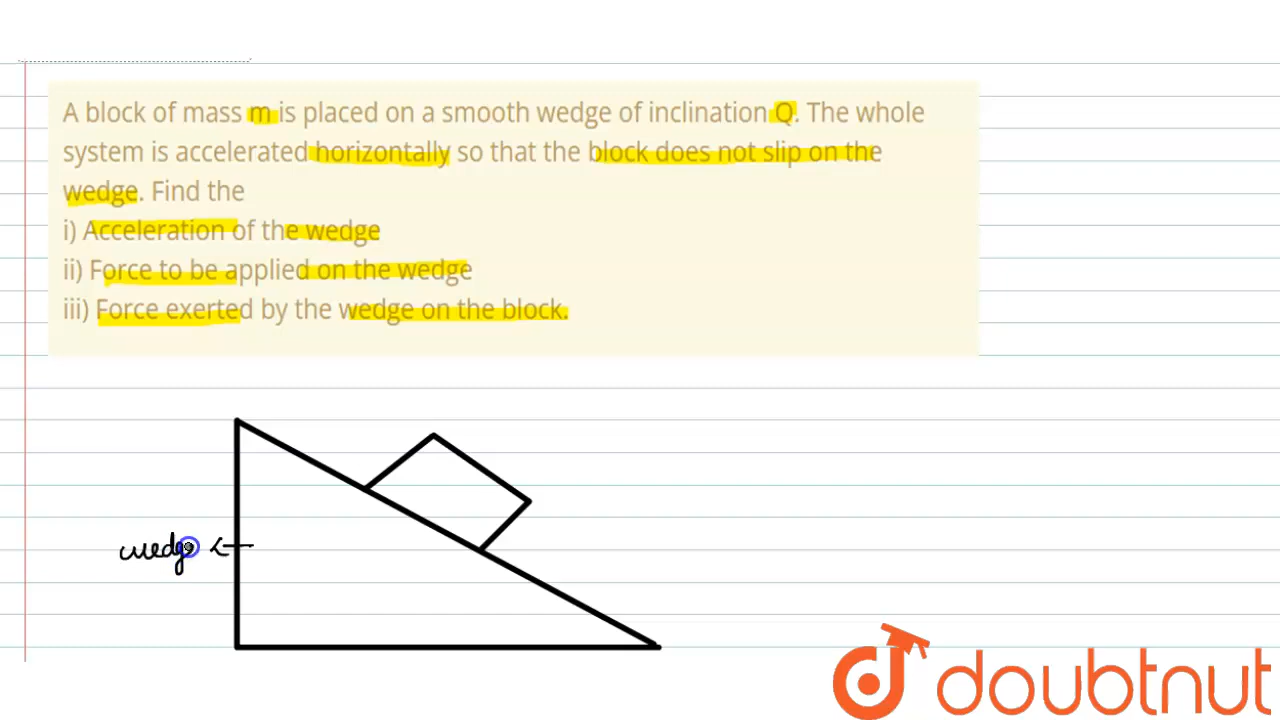 A block of mass m is placed on a smooth wedge of inclination Q. The whole
system is accelerated horizontally so that the block does not slip on the
wedge. Find the
i) Acceleration of the wedge
ii) Force to be applied on the wedge
iii) Force exerted by the wedge on the block.
wedge
doubtnut